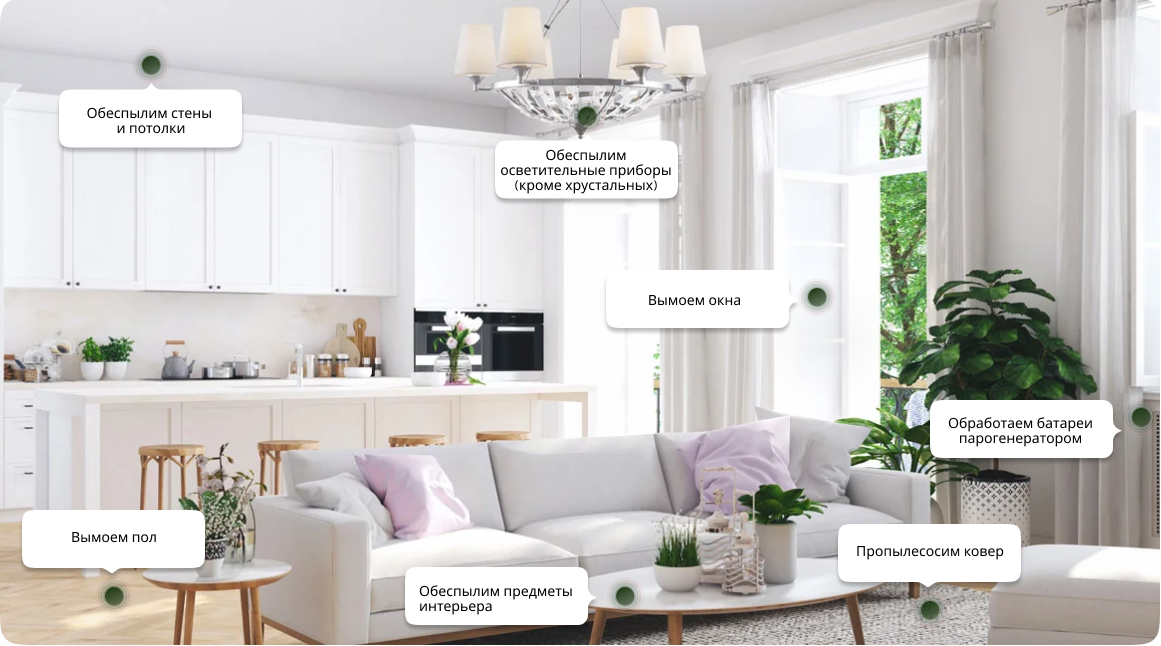 Обеспылим стены
и потолки
Обеспылим
осветительные приборы
(кроме хрустальных)
Вымоем окна
Обработаем батареи
парогенератором
Вымоем пол
Пропылесосим ковер
Обеспылим предметы
интерьера